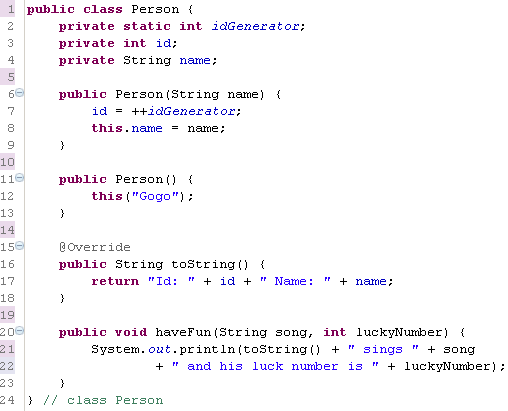 1 public class Person {
2 private static int idGenerator;
3 private int id;
4 private String name;
5
6 public Person(String name) {
7 id = ++idGenerator;
8 this.name = name;
9 }
10
11 public Person() {
12 this("Gogo");
13 }
14
15 @Override
16 public String toString() {
17 return "Id: " + id + " Name: " + name;
18 }
19
20 public void haveFun(String song, int luckyNumber) {
21 System.out.println(toString() + " sings " + song
22 + " and his luck number is " + luckyNumber);
23 }
24 } // class Person